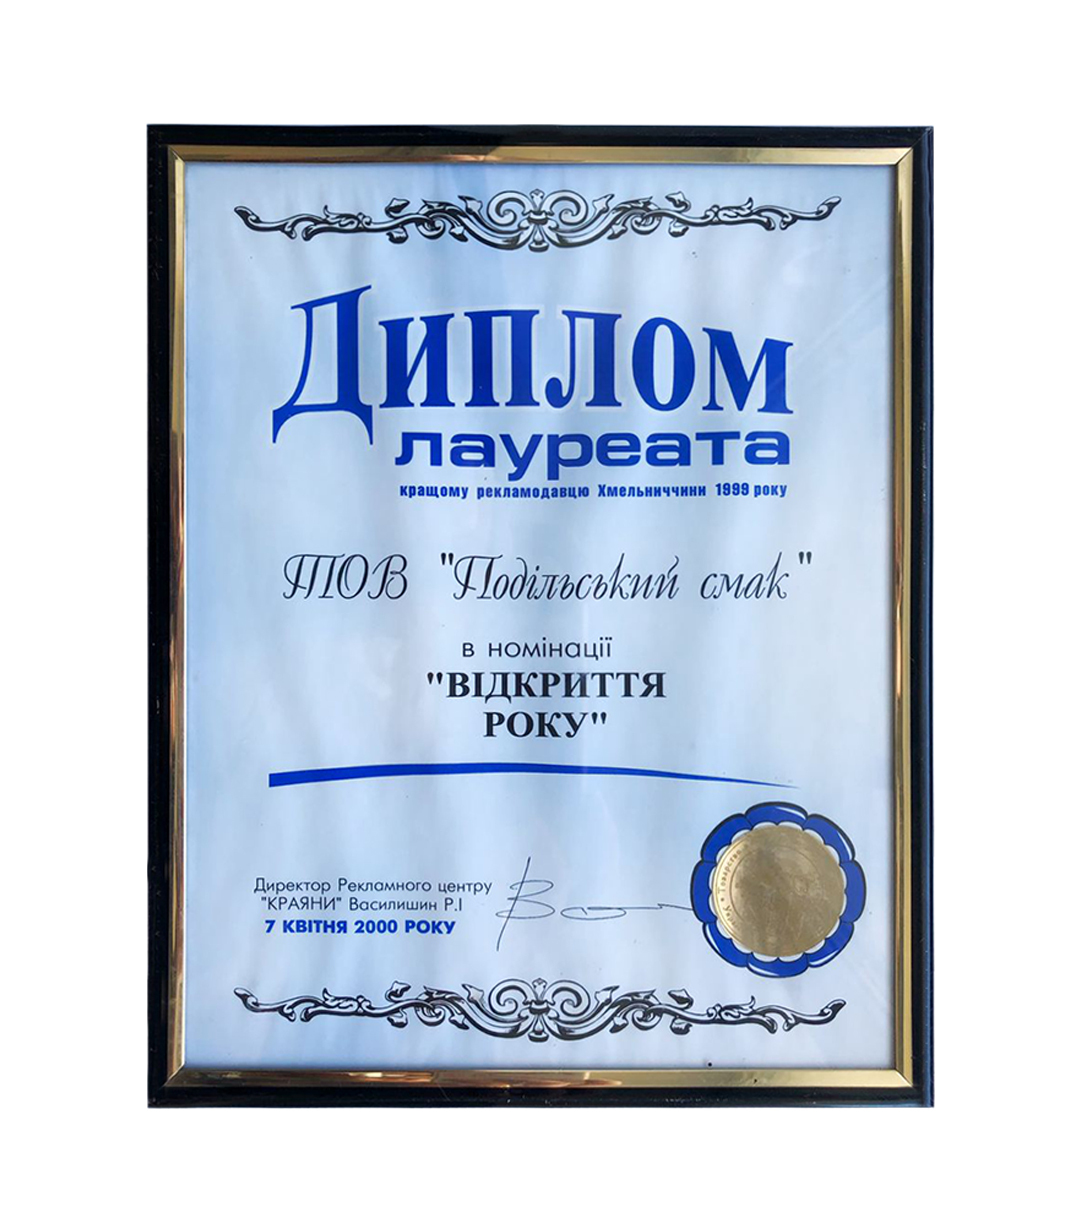 Диплом
лауреата
кращому рекламодавцю Хмельниччини 1999 року
ТОВ "Подільський смак"
в номінації
"ВІДКРИТТЯ
РОКУ"
Директор Рекламного центру
"КРАЯНИ" Василишин Р.І
7 КВІТНЯ 2000 РОКУ